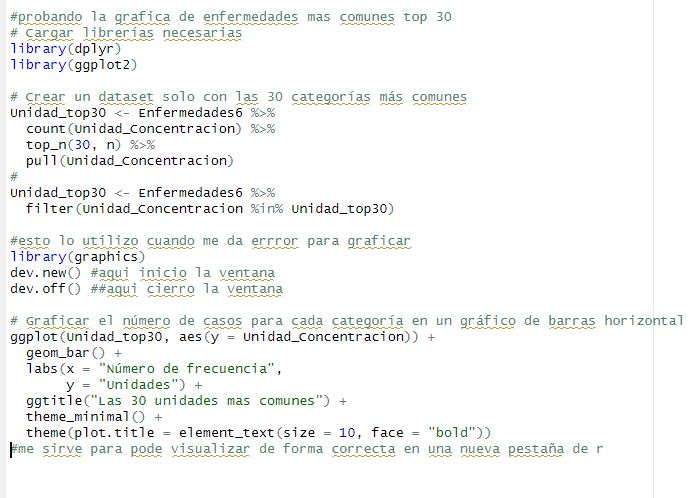 #probando la grafica de enfermedades mas comunes top 30
# Cargar librerías necesarias
library(dplyr)
library(ggplot2)
# Crear un dataset solo con las 30 categorías más comunes
Unidad_top30 <- Enfermedades6 %>%
count(Unidad_Concentracion) %>%
top_n(30, n) %>%
pull(Unidad_Concentracion)
#
Unidad_top30 <- Enfermedades6 %>%
filter(Unidad_Concentracion %in% Unidad_top30)
#esto lo utilizo cuando me da errror para graficar
library(graphics)
dev.new() #aqui inicio la ventana
dev.off() ##aqui cierro la ventana
# Graficar el número de casos para cada categoría en un gráfico de barras horizontal
ggplot(Unidad_top30, aes(y = Unidad_Concentracion)) +
geom_bar() +
labs(x = "Número de frecuencia",
y = "Unidades") +
ggtitle("Las 30 unidades mas comunes") +
theme_minimal() +
theme(plot.title = element_text(size = 10, face = "bold"))
#me sirve para pode visualizar de forma correcta en una nueva pestaña de r